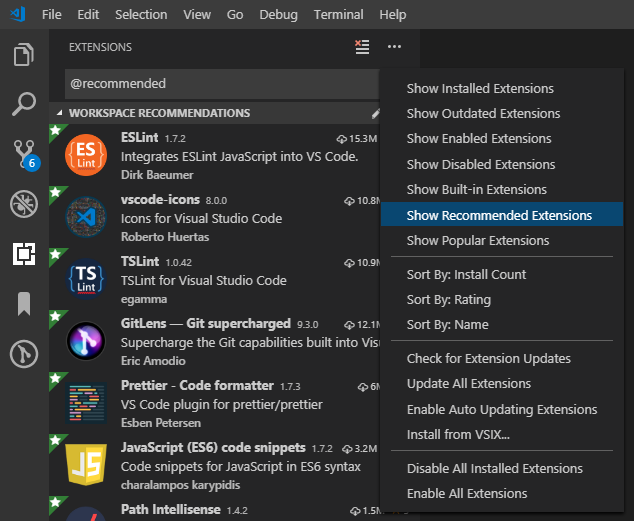 File Edit Selection View Go Debug Terminal Help
EXTENSIONS
@recommended
WORKSPACE RECOMMENDATIONS
ES
Lint
ESLint 1.7.2 15.3M
Integrates ESLint JavaScript into VS Code.
Dirk Baeumer
vscode-icons 8.0.0 10.8M
Icons for Visual Studio Code
Roberto Huertas
TS
Lint
TSLint 1.0.42 10.9M
TSLint for Visual Studio Code
egamma
6
GitLens — Git supercharged 9.3.0 12.1M
Supercharge the Git capabilities built into Visu
Eric Amodio
Prettier - Code formatter 1.7.3 6M
VS Code plugin for prettier/prettier
Esben Petersen
JS
JavaScript (ES6) code snippets 1.7.2 3.2M
Code snippets for JavaScript in ES6 syntax
charalampos karypidis
Path Intellisense 1.4.2 1.5M
Show Installed Extensions
Show Outdated Extensions
Show Enabled Extensions
Show Disabled Extensions
Show Built-in Extensions
Show Recommended Extensions
Show Popular Extensions
Sort By: Install Count
Sort By: Rating
Sort By: Name
Check for Extension Updates
Update All Extensions
Enable Auto Updating Extensions
Install from VSIX...
Disable All Installed Extensions
Enable All Extensions